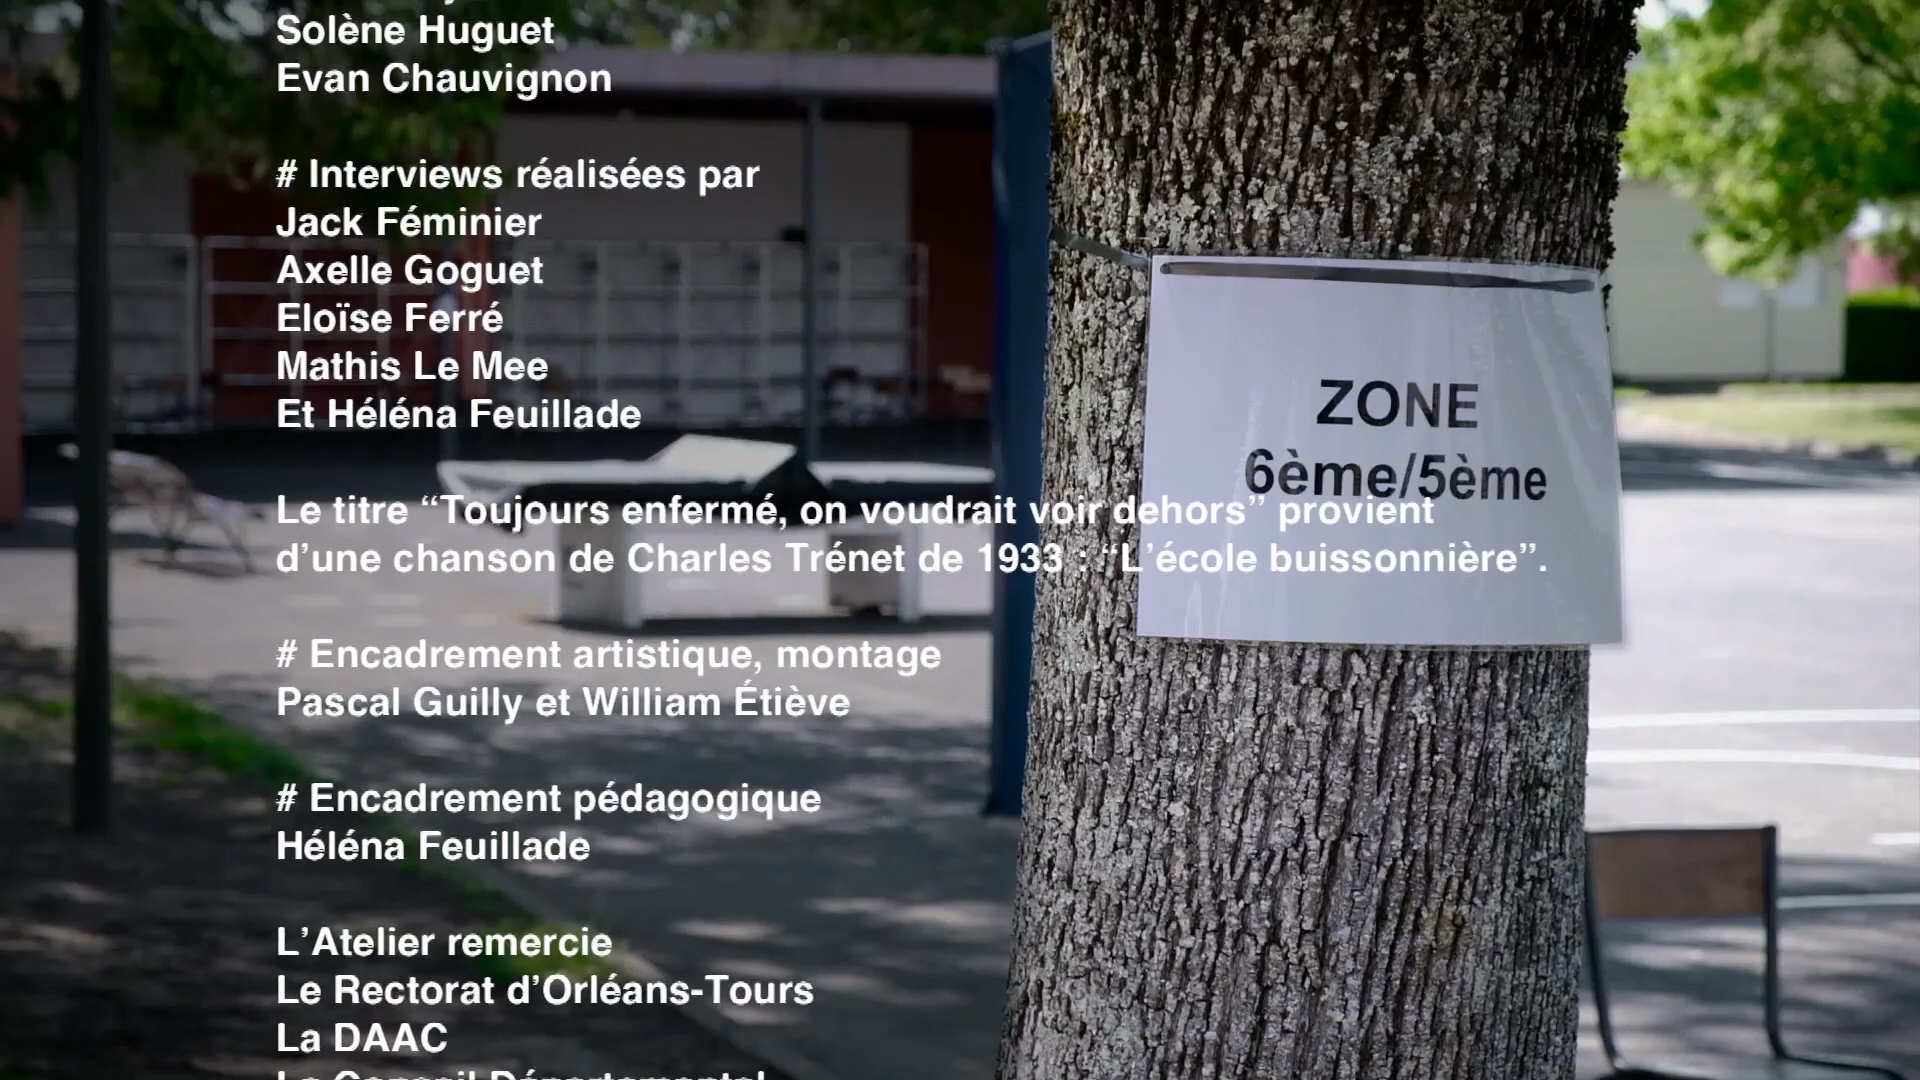 Solène Huguet
Evan Chauvignon
# Interviews réalisées par
Jack Féminier
Axelle Goguet
Eloïse Ferré
Mathis Le Mee
Et Héléna Feuillade
ZONE
6ème/5ème
Le titre “Toujours enfermé, on voudrait voir dehors” provient
d’une chanson de Charles Trénet de 1933 : “L’école buissonnière”.
# Encadrement artistique, montage
Pascal Guilly et William Étiève
# Encadrement pédagogique
Héléna Feuillade
L’Atelier remercie
Le Rectorat d’Orléans-Tours
La DAAC
Le Conseil Départemental